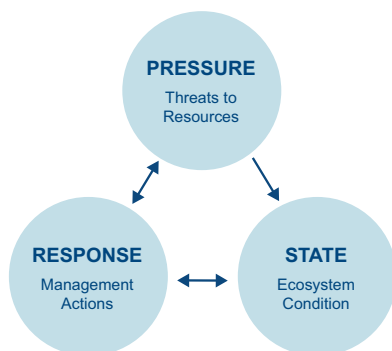 PRESSURE
Threats to
Resources
RESPONSE
Management
Actions
STATE
Ecosystem
Condition